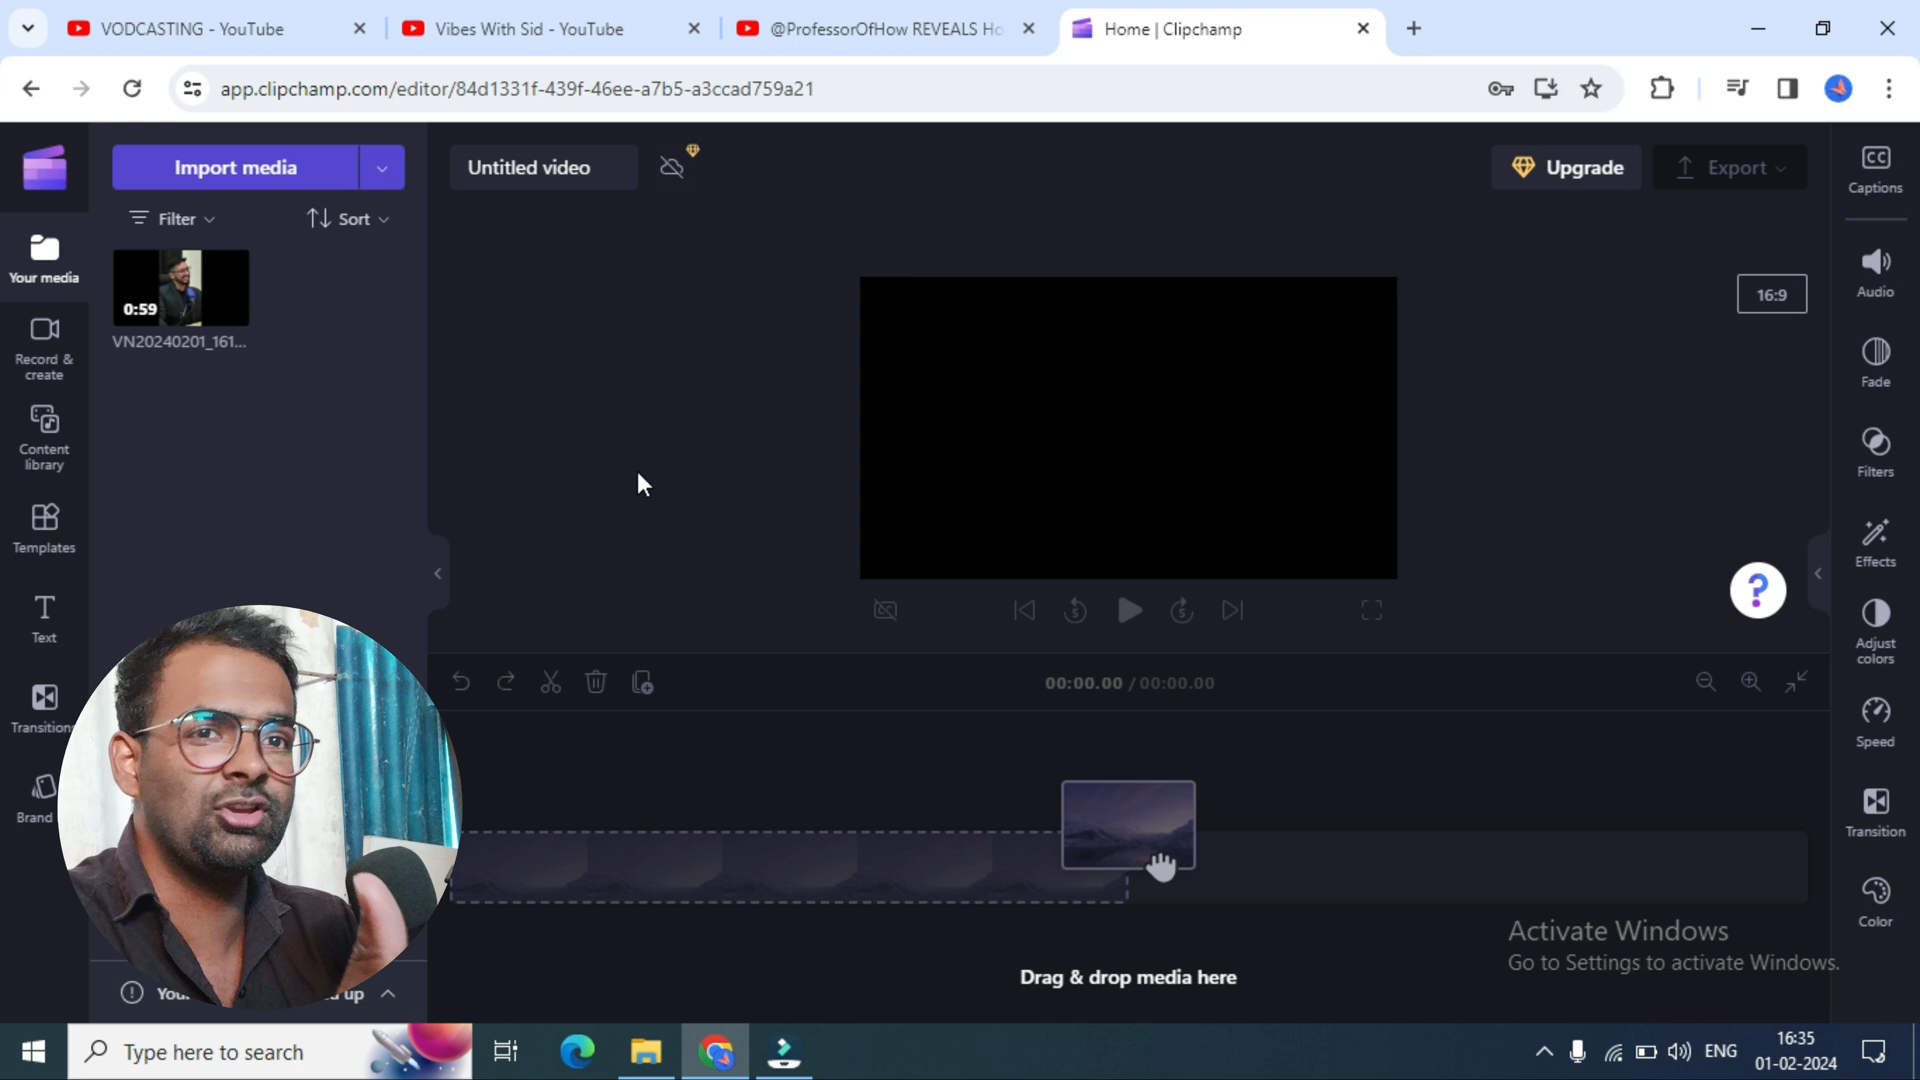 VODCASTING - YouTube
Vibes With Sid - YouTube
@ProfessorOfHow REVEALS Ho
Home | Clipchamp
app.clipchamp.com/editor/84d1331f-439f-46ee-a7b5-a3ccad759a21
Import media
Untitled video
Upgrade
Export
CC
Captions
Filter
Sort
Your media
0:59
VN20240201_161...
16:9
Audio
Record &
create
Fade
Content
library
Filters
Templates
Effects
?
5
5
Text
Adjust
colors
00:00.00 / 00:00.00
Transition
Speed
Brand
Transition
Color
Activate Windows
Go to Settings to activate Windows.
Drag & drop media here
up
Type here to search
ENG
16:35
01-02-2024